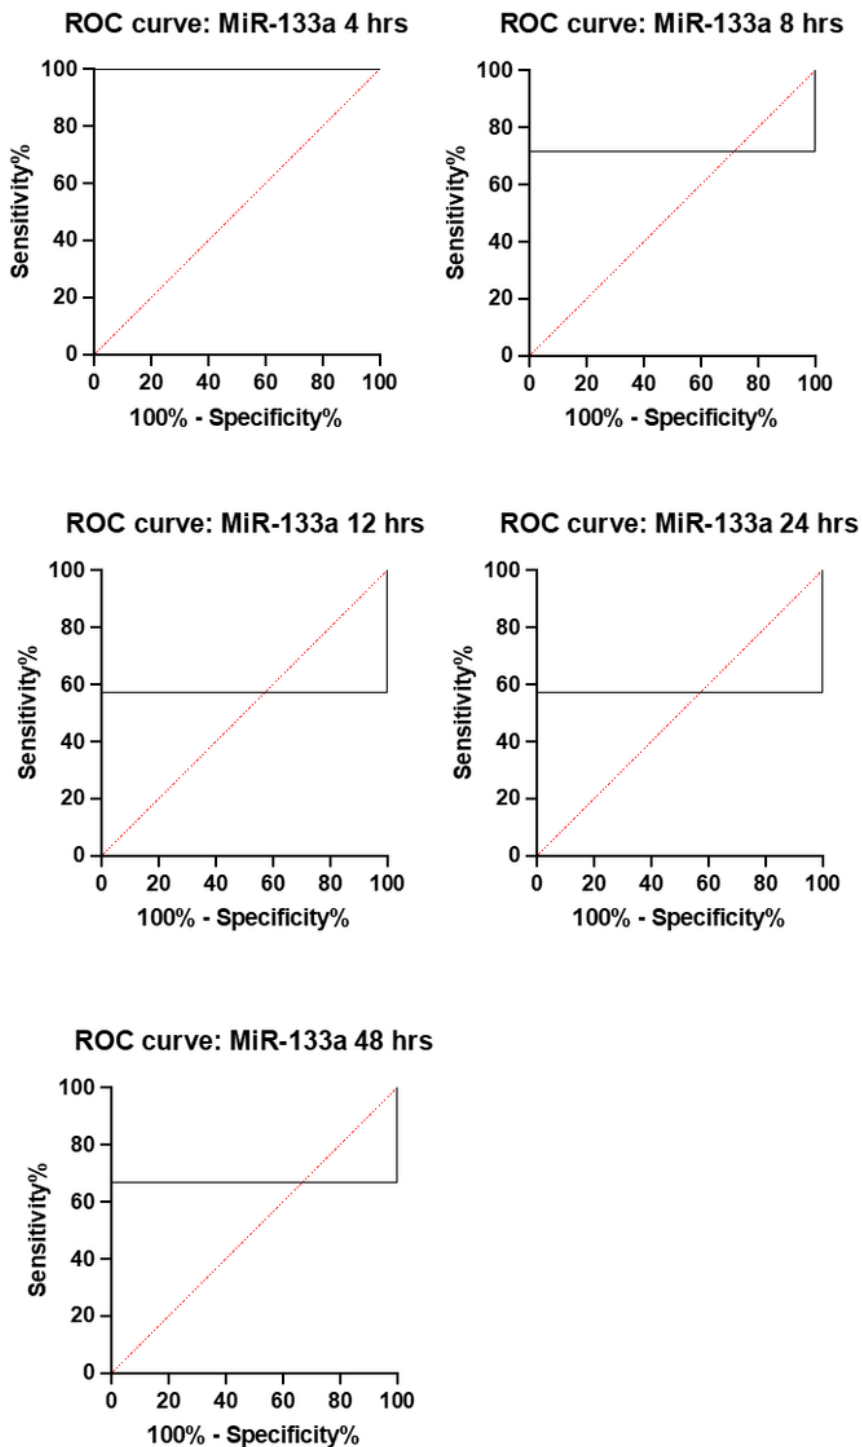 ROC curve: MiR-133a 4 hrs
100
80
60
40
20
0
Sensitivity%
0 20 40 60 80 100
100% - Specificity%
ROC curve: MiR-133a 8 hrs
100
80
60
40
20
0
Sensitivity%
0 20 40 60 80 100
100% - Specificity%
ROC curve: MiR-133a 12 hrs
100
80
60
40
20
0
Sensitivity%
0 20 40 60 80 100
100% - Specificity%
ROC curve: MiR-133a 24 hrs
100
80
60
40
20
0
Sensitivity%
0 20 40 60 80 100
100% - Specificity%
ROC curve: MiR-133a 48 hrs
100
80
60
40
20
0
Sensitivity%
0 20 40 60 80 100
100% - Specificity%